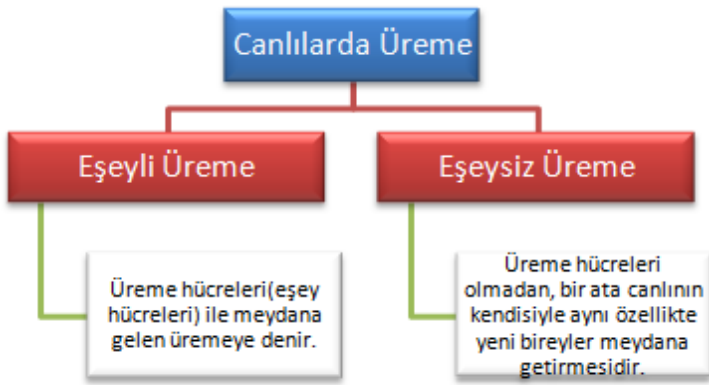 Canlılarda Üreme
Eşeyli Üreme
Eşeysiz Üreme
Üreme hücreleri(eşey
hücreleri) ile meydana
gelen üremeye denir.
Üreme hücreleri
olmadan, bir ata canlının
kendisiyle aynı özellikte
yeni bireyler meydana
getirmesidir.